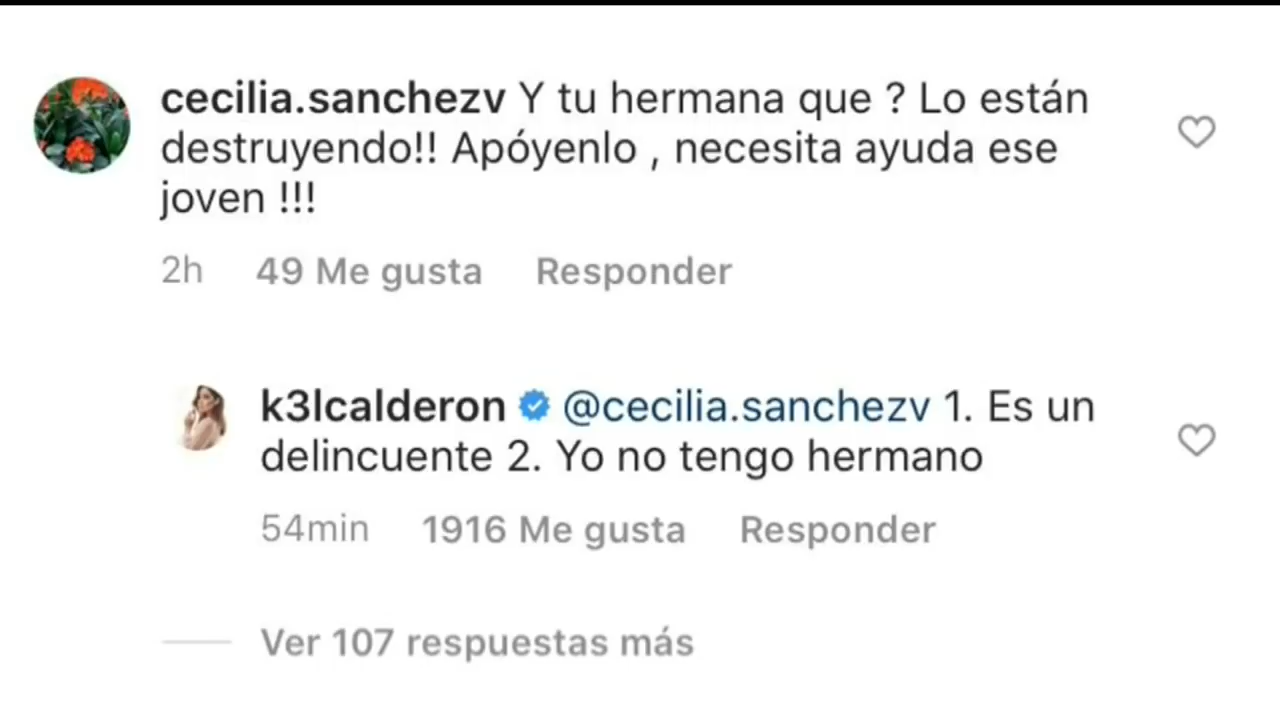 cecilia.sanchezv Y tu hermana que ? Lo están
destruyendo!! Apóyenlo , necesita ayuda ese
joven !!!
2h 49 Me gusta Responder
k3lcalderon @cecilia.sanchezv 1. Es un
delincuente 2. Yo no tengo hermano
54min 1916 Me gusta Responder
Ver 107 respuestas más